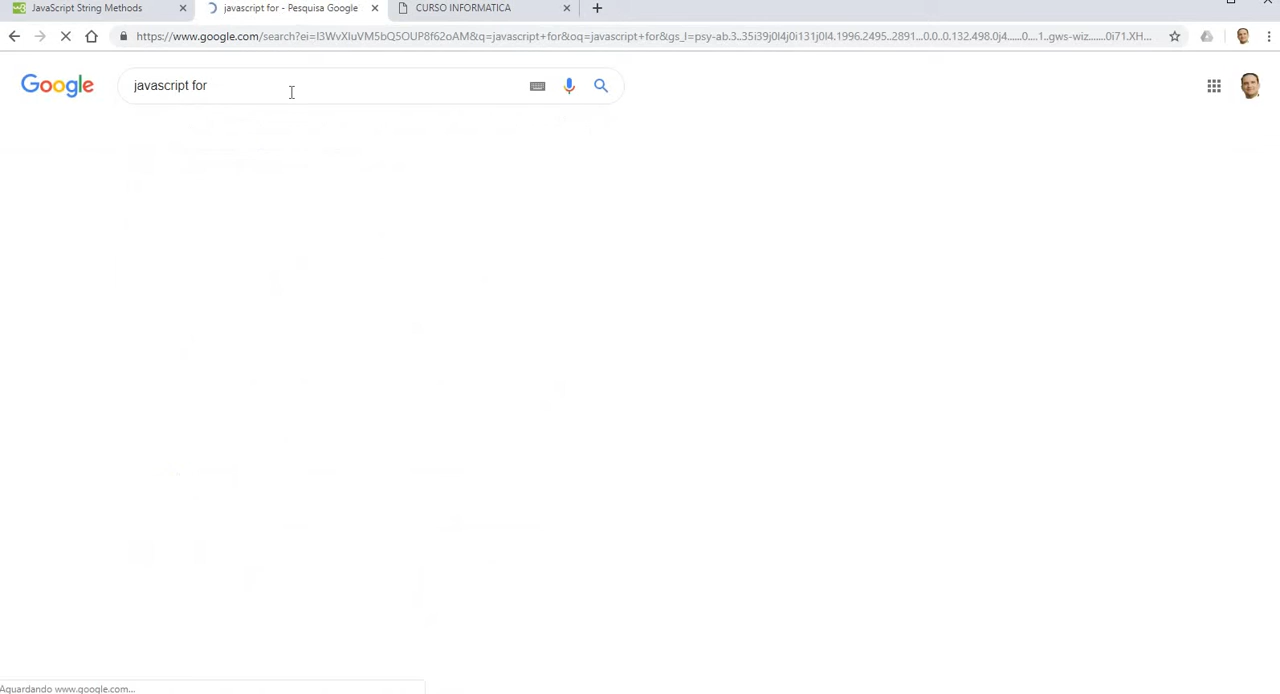 JavaScript String Methods
javascript for - Pesquisa Google
CURSO INFORMATICA
https://www.google.com/search?ei=I3WvXIuVM5bQ5OUP8f62oAM&q=javascript+for&oq=javascript+for&gs_l=psy-ab.3..35i39j0l4j0i131j0l4.1996.2495..2891...0.0..0.132.498.0j4......0....1..gws-wiz.......0i71.XH...
Google
javascript for
Aguardando www.google.com...